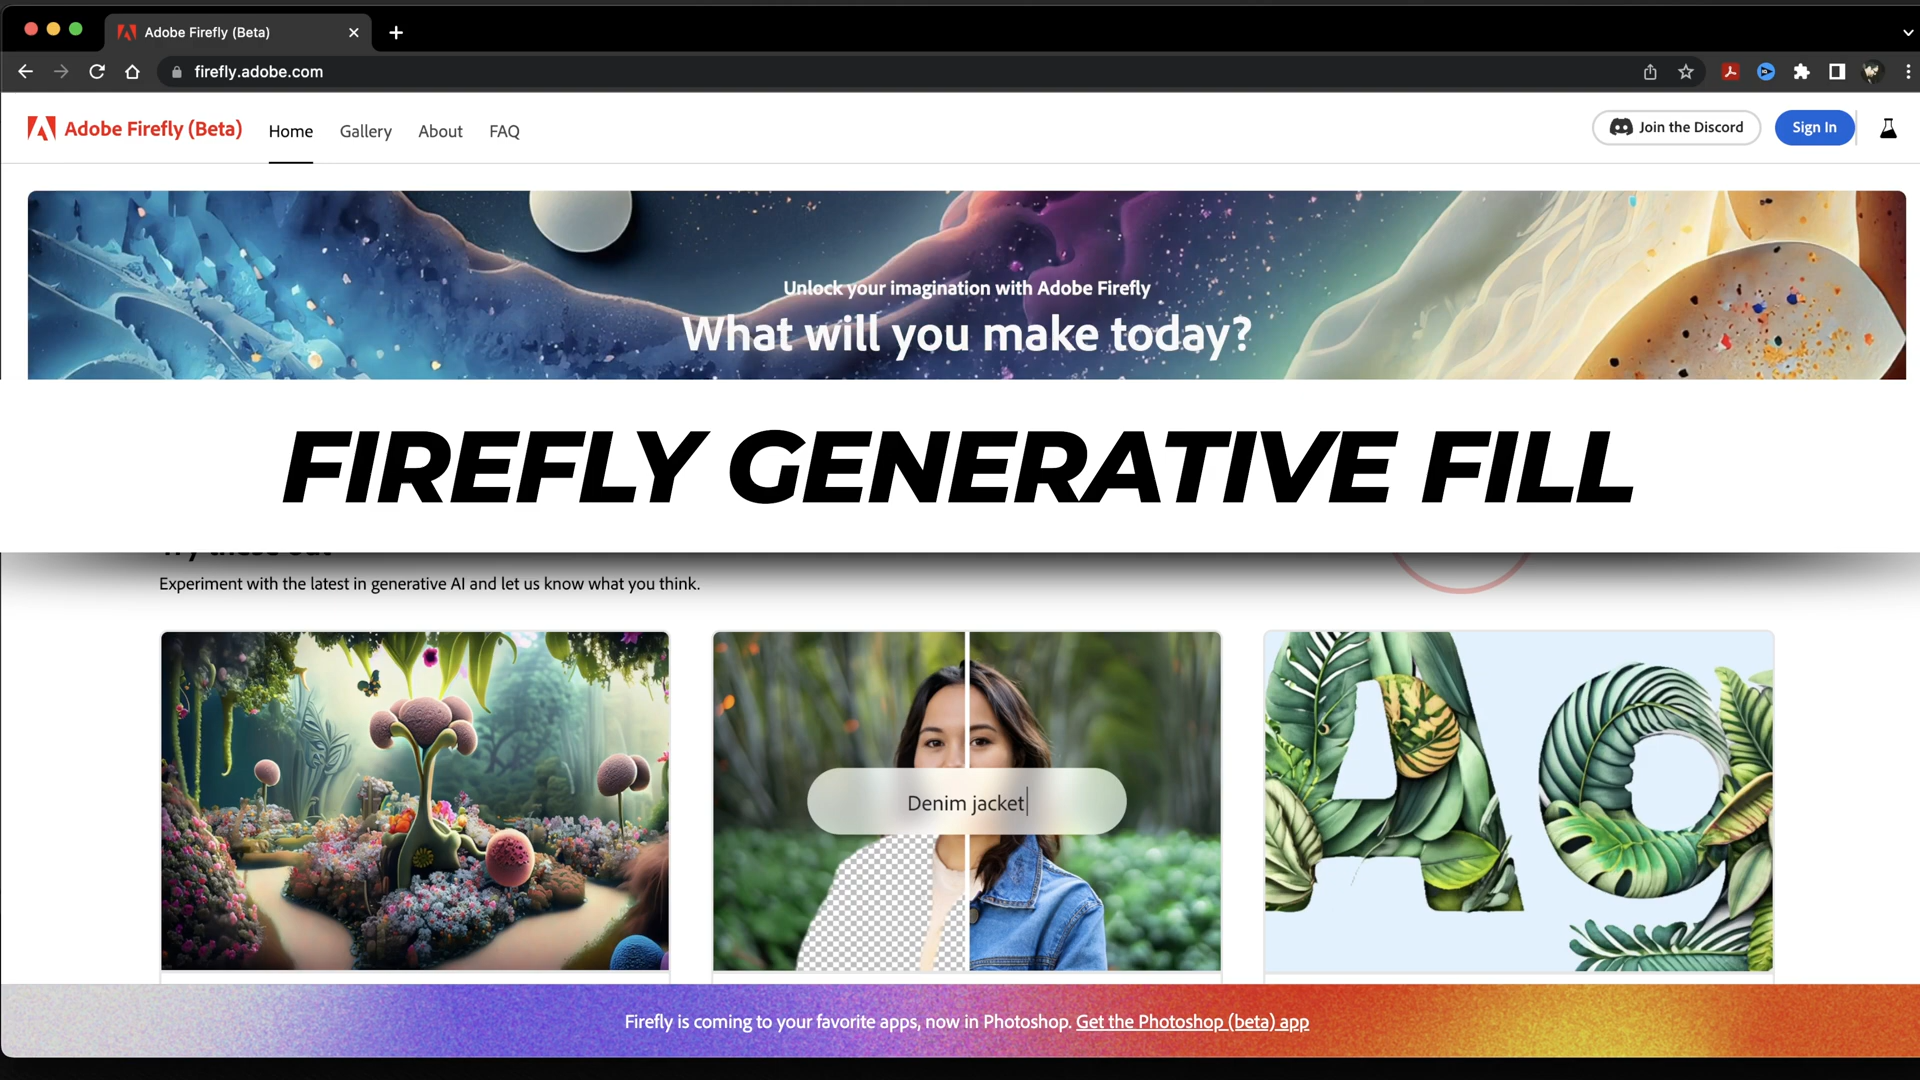 Adobe Firefly (Beta)
firefly.adobe.com
Adobe Firefly (Beta) Home Gallery About FAQ Join the Discord Sign In
Unlock your imagination with Adobe Firefly
What will you make today?
FIREFLY GENERATIVE FILL
Experiment with the latest in generative AI and let us know what you think.
Denim jacket
Ag
Firefly is coming to your favorite apps, now in Photoshop. Get the Photoshop (beta) app